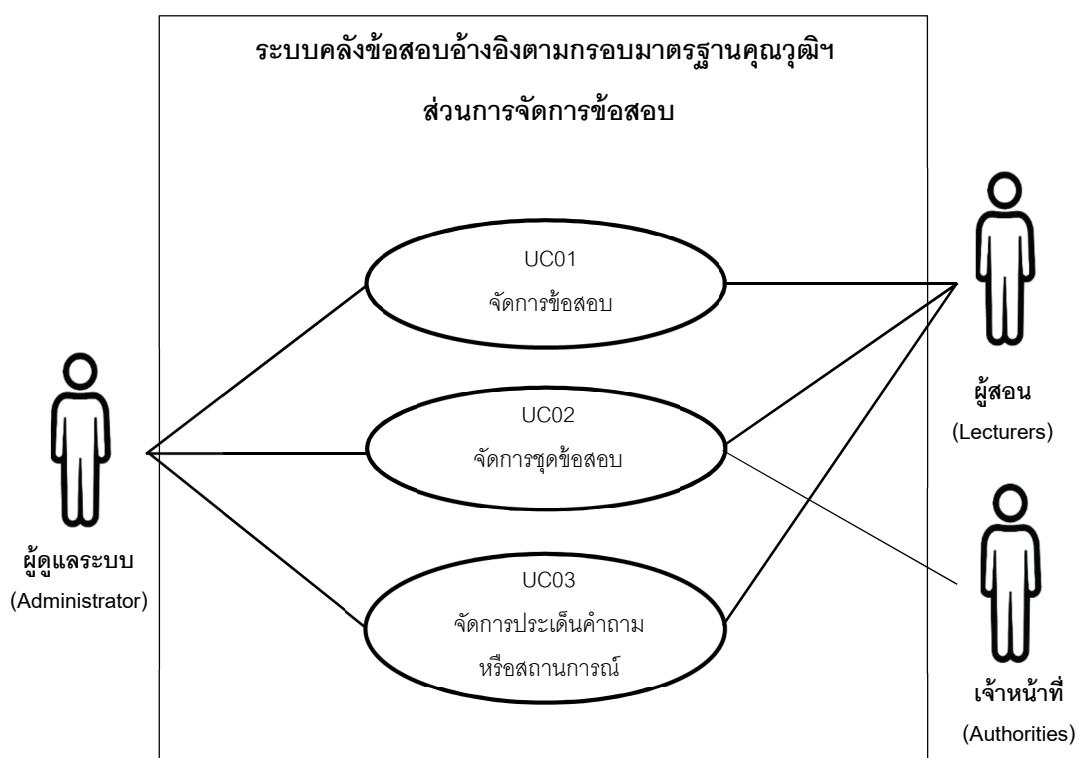 ระบบคลังข้อสอบอ้างอิงตามกรอบมาตรฐานคุณวุฒิฯ
ส่วนการจัดการข้อสอบ
UC01
จัดการข้อสอบ
UC02
จัดการชุดข้อสอบ
UC03
จัดการประเด็นคำถาม
หรือสถานการณ์
ผู้ดูแลระบบ
(Administrator)
ผู้สอน
(Lecturers)
เจ้าหน้าที่
(Authorities)